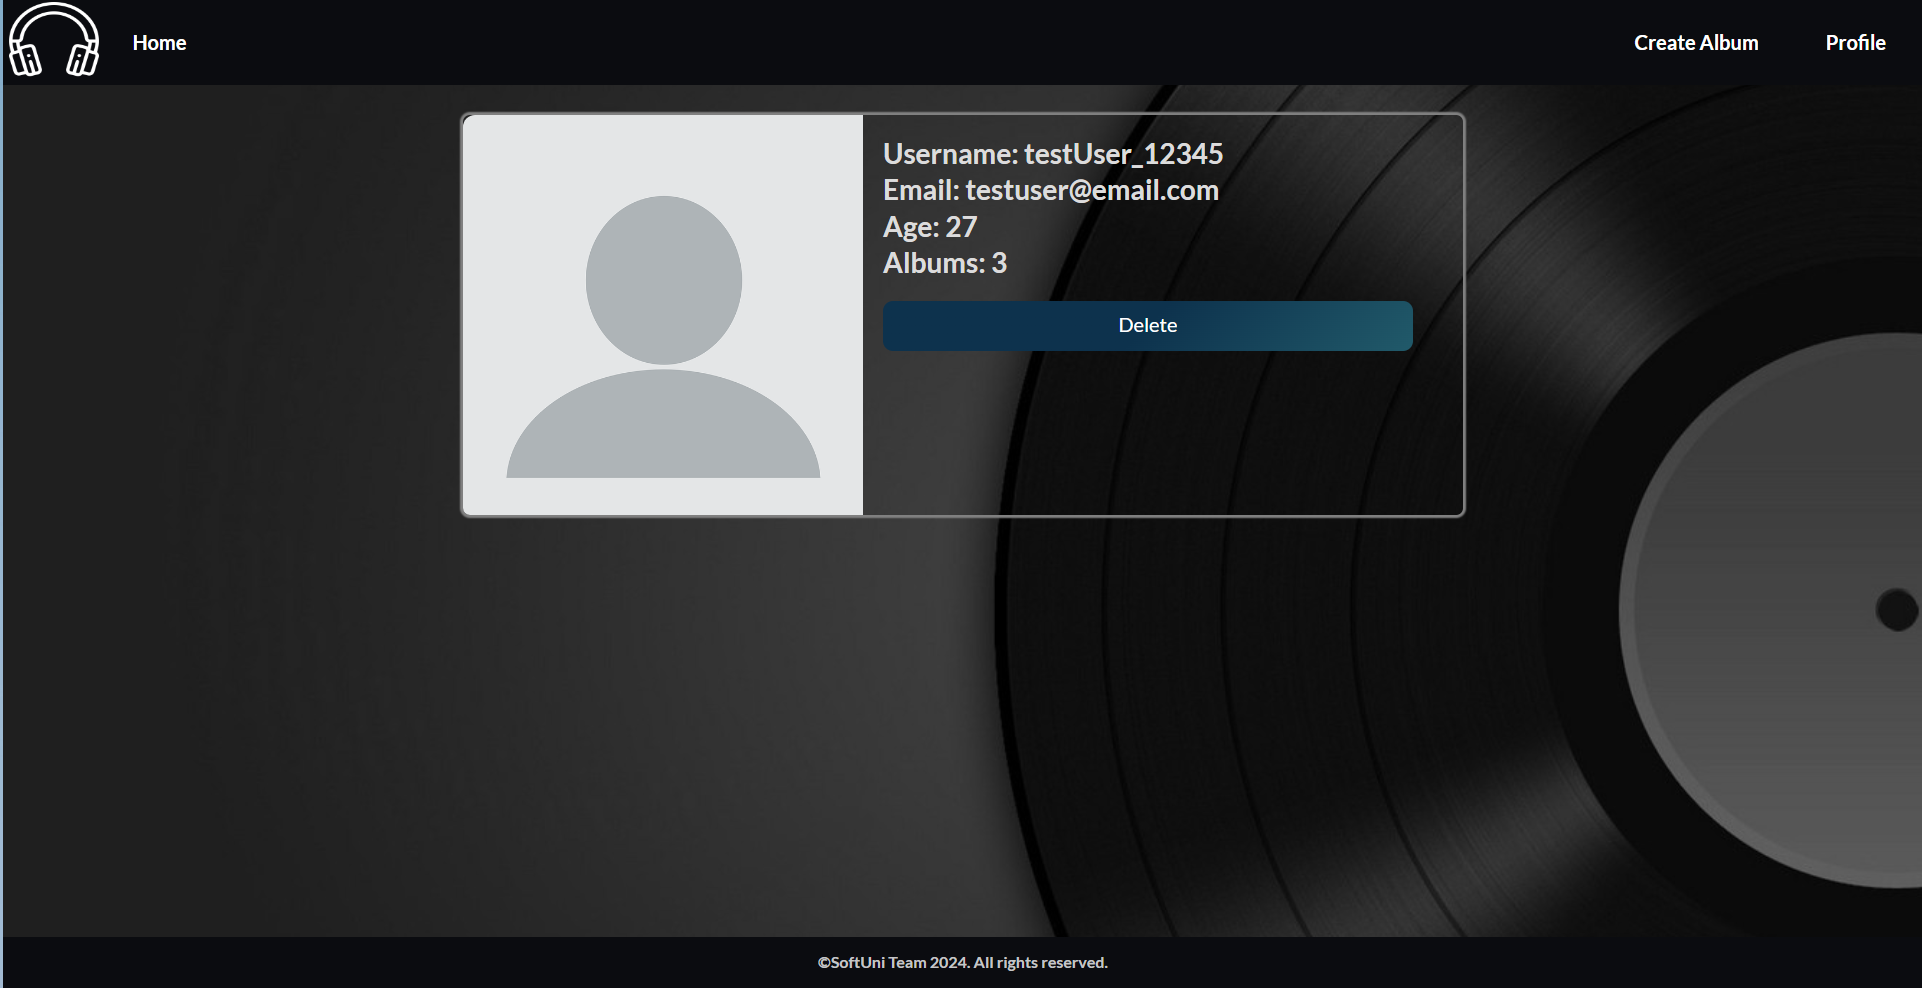 Home
Create Album
Profile
Username: testUser_12345
Email: testuser@email.com
Age: 27
Albums: 3
Delete
©SoftUni Team 2024. All rights reserved.